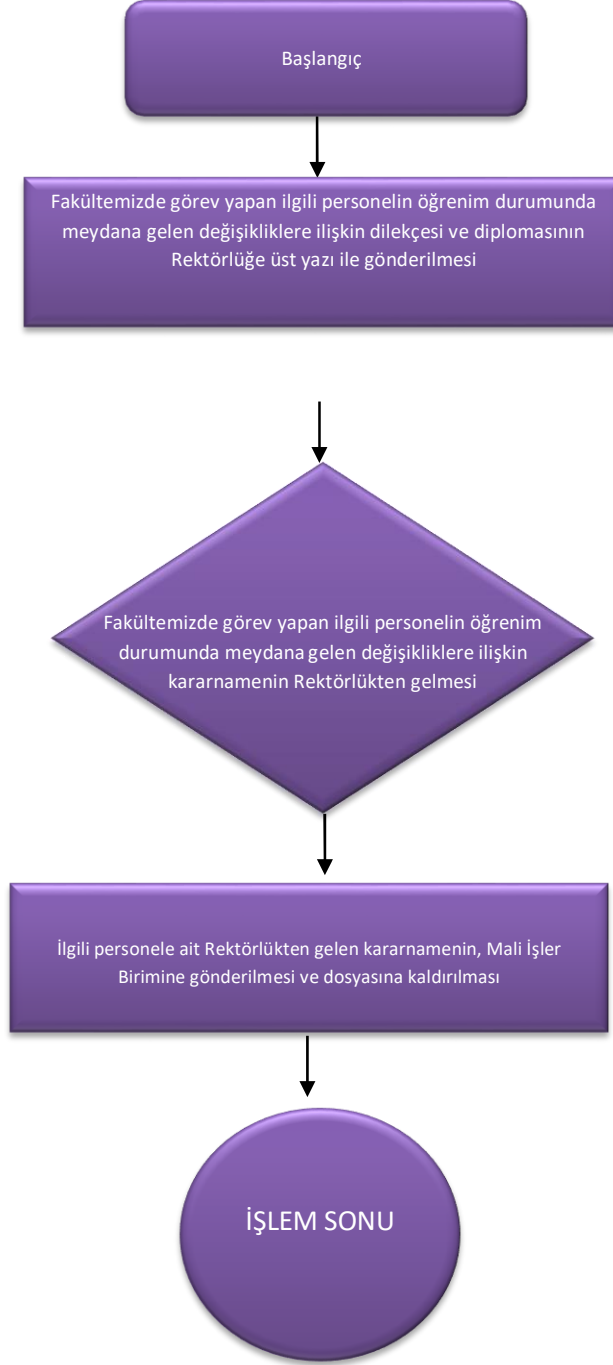 Başlangıç
Fakültemizde görev yapan ilgili personelin öğrenim durumunda
meydana gelen değişikliklere ilişkin dilekçesi ve diplomasının
Rektörlüğe üst yazı ile gönderilmesi
Fakültemizde görev yapan ilgili personelin öğrenim
durumunda meydana gelen değişikliklere ilişkin
kararnamenin Rektörlükten gelmesi
İlgili personele ait Rektörlükten gelen kararnamenin, Mali İşler
Birimine gönderilmesi ve dosyasına kaldırılması
İŞLEM SONU